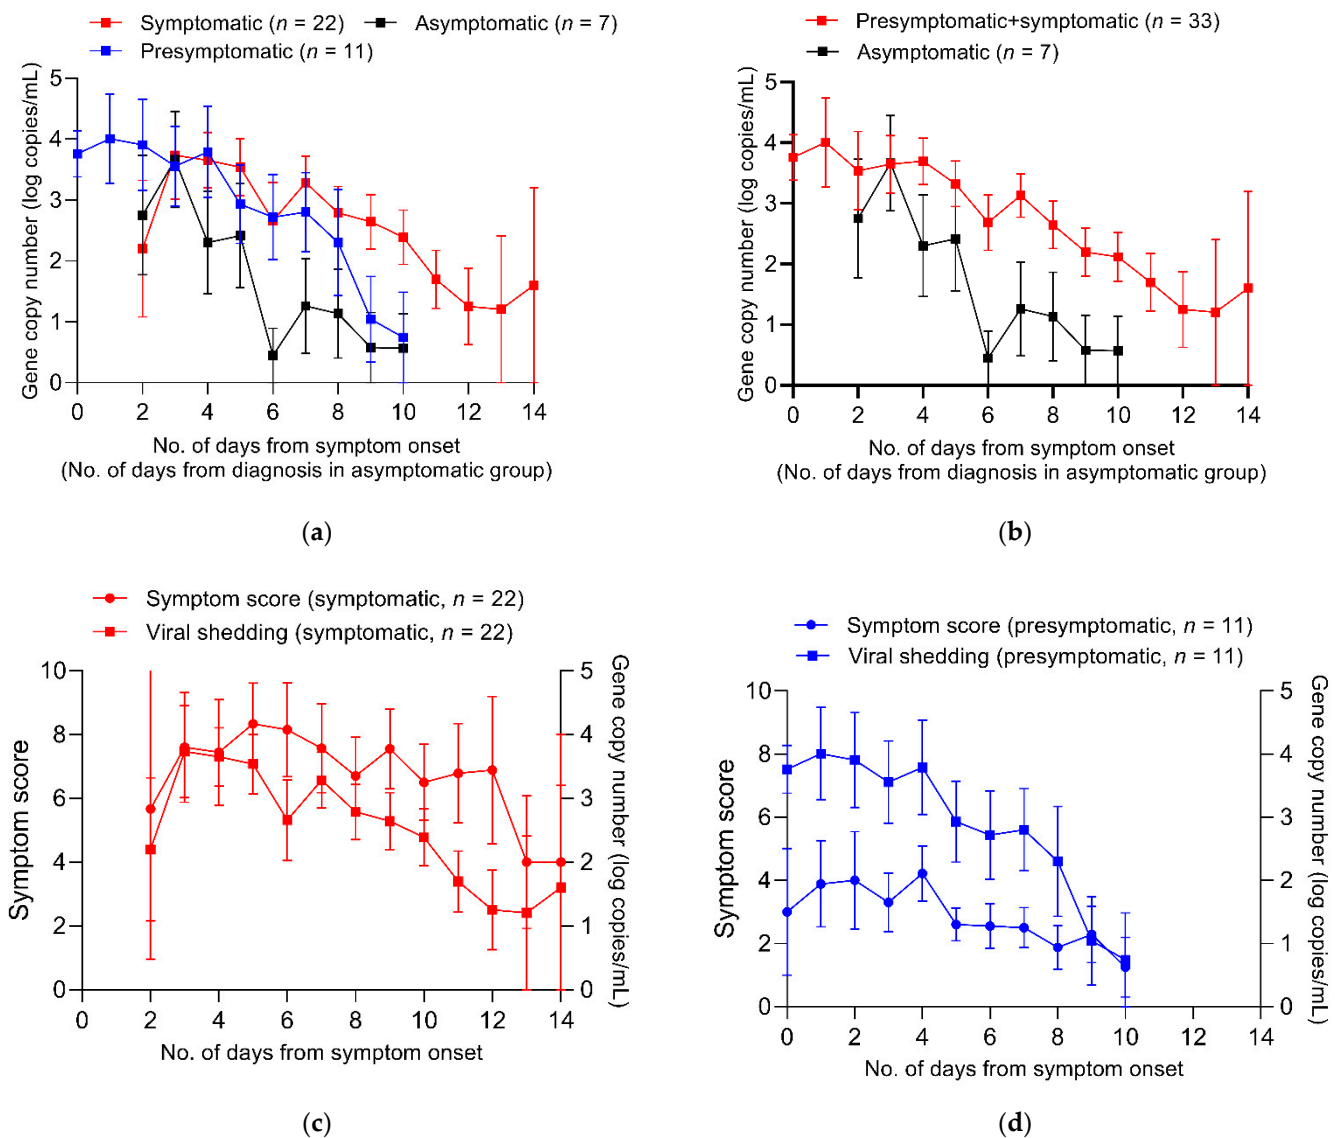 Symptomatic (n = 22)
Asymptomatic (n = 7)
Presymptomatic (n = 11)
Gene copy number (log copies/mL)
5
4
3
2
1
0
0 2 4 6 8 10 12 14
No. of days from symptom onset
(No. of days from diagnosis in asymptomatic group)
(a)
Presymptomatic+symptomatic (n = 33)
Asymptomatic (n = 7)
Gene copy number (log copies/mL)
5
4
3
2
1
0
0 2 4 6 8 10 12 14
No. of days from symptom onset
(No. of days from diagnosis in asymptomatic group)
(b)
Symptom score (symptomatic, n = 22)
Viral shedding (symptomatic, n = 22)
Symptom score
10
8
6
4
2
0
Gene copy number (log copies/mL)
5
4
3
2
1
0
0 2 4 6 8 10 12 14
No. of days from symptom onset
(c)
Symptom score (presymptomatic, n = 11)
Viral shedding (presymptomatic, n = 11)
Symptom score
10
8
6
4
2
0
Gene copy number (log copies/mL)
5
4
3
2
1
0
0 2 4 6 8 10 12 14
No. of days from symptom onset
(d)